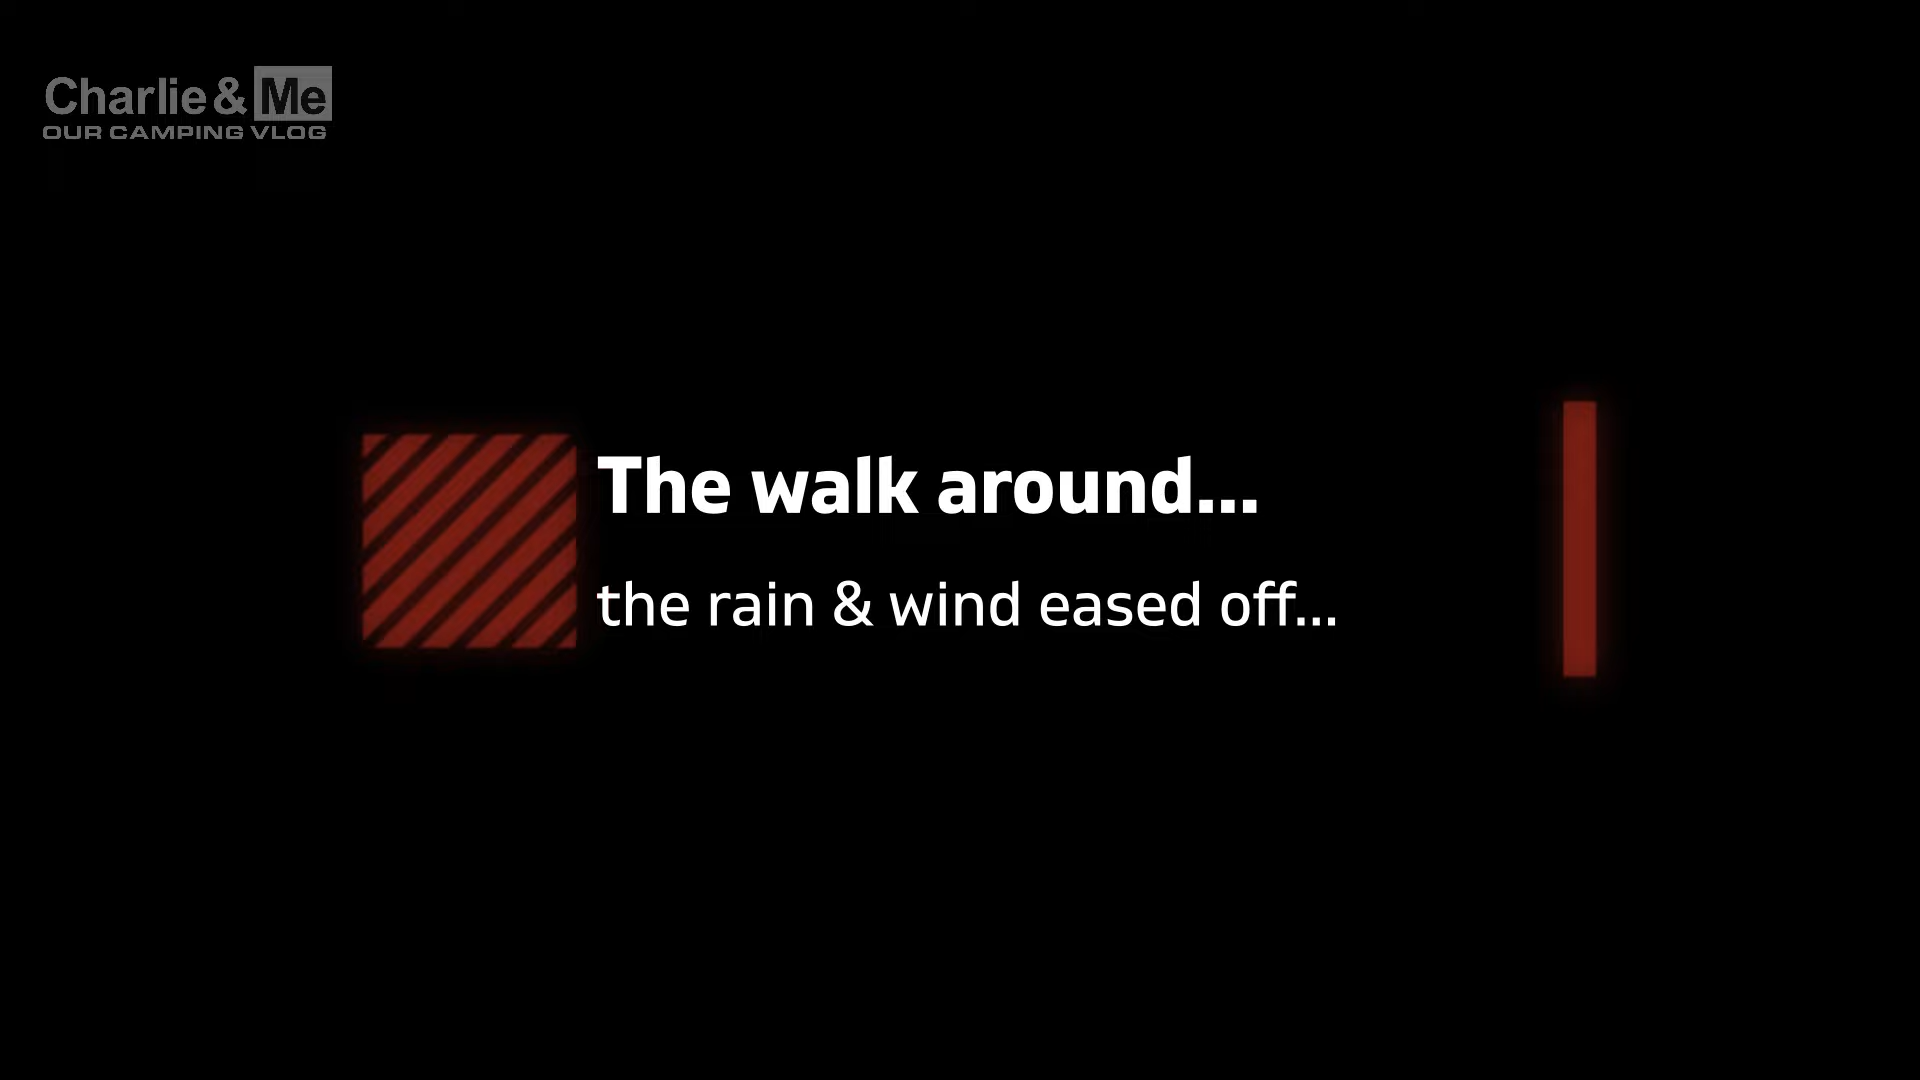 Charlie & Me
OUR CAMPING VLOG
The walk around...
the rain & wind eased off...